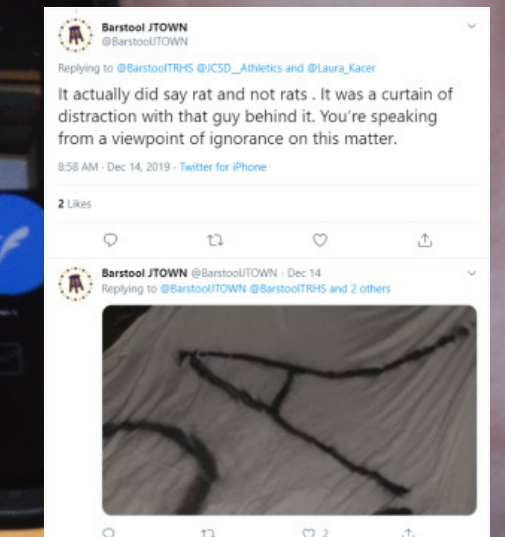 Barstool JTOWN
@BarstoolJTOWN
Replying to @BarstoolTRHS @JCSD__Athletics and @Laura_Kacer
It actually did say rat and not rats . It was a curtain of
distraction with that guy behind it. You're speaking
from a viewpoint of ignorance on this matter.
8:58 AM · Dec 14, 2019 · Twitter for iPhone
2 Likes
Barstool JTOWN @BarstoolJTOWN · Dec 14
Replying to @BarstoolJTOWN @BarstoolTRHS and 2 others
2